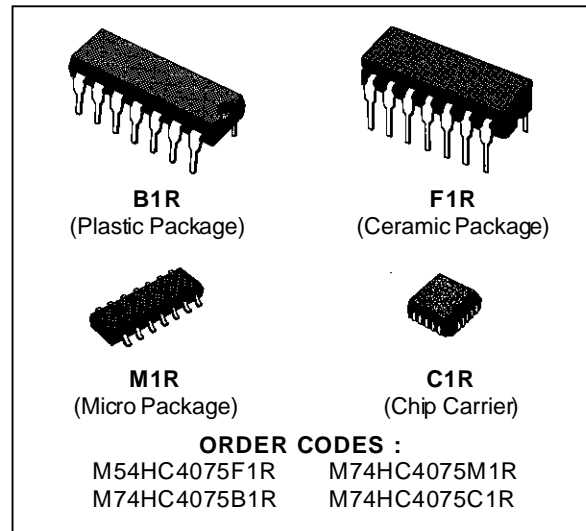 B1R
(Plastic Package)
F1R
(Ceramic Package)
M1R
(Micro Package)
C1R
(Chip Carrier)
ORDER CODES :
M54HC4075F1R M74HC4075M1R
M74HC4075B1R M74HC4075C1R